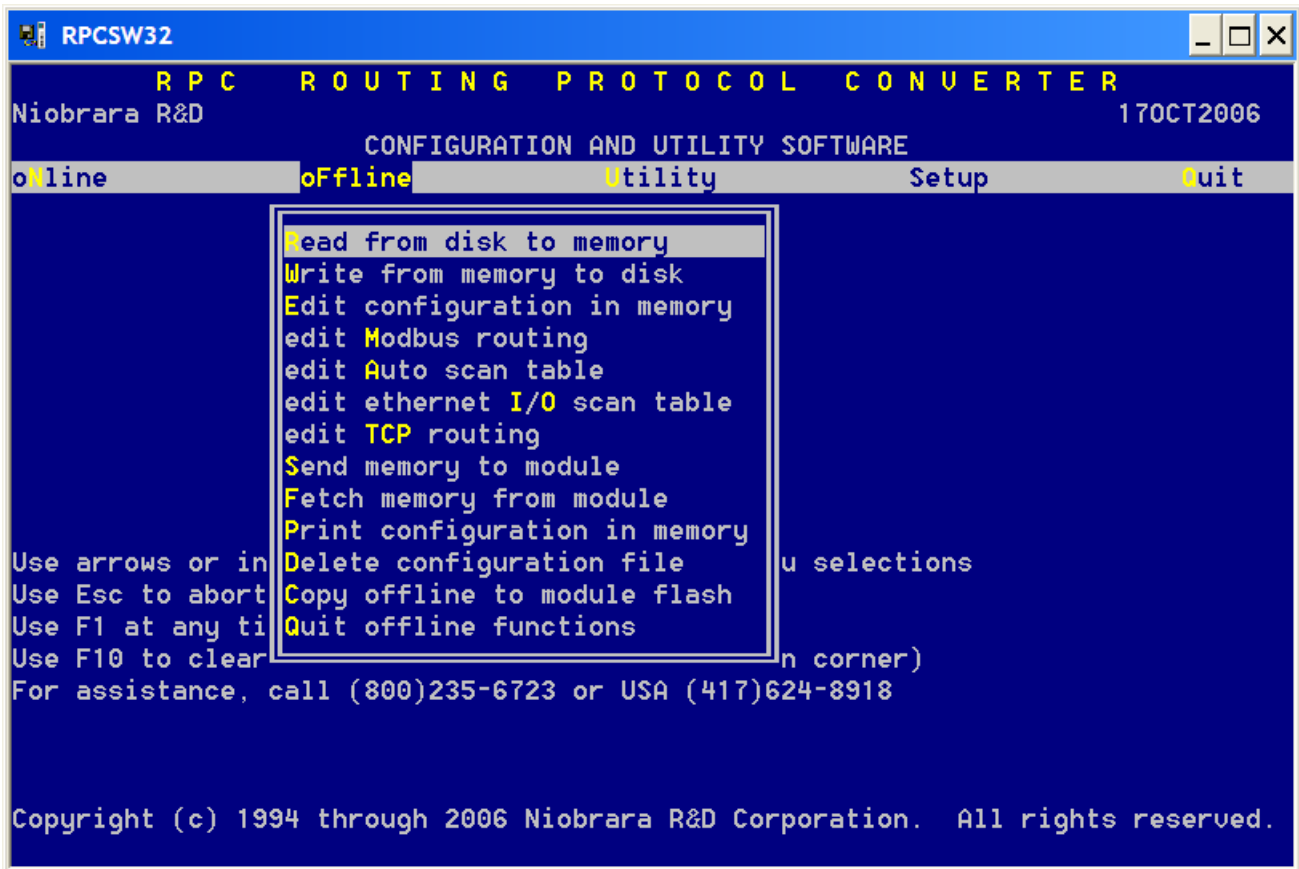 RPCSW32
RPC ROUTING PROTOCOL CONVERTER
Niobrara R&D 17OCT2006
CONFIGURATION AND UTILITY SOFTWARE
oNline oFfline Utility Setup Quit
Read from disk to memory
Write from memory to disk
Edit configuration in memory
edit Modbus routing
edit Auto scan table
edit ethernet I/O scan table
edit TCP routing
Send memory to module
Fetch memory from module
Print configuration in memory
Use arrows or in Delete configuration file u selections
Use Esc to abort Copy offline to module flash
Use F1 at any ti Quit offline functions
Use F10 to clear n corner)
For assistance, call (800)235-6723 or USA (417)624-8918
Copyright (c) 1994 through 2006 Niobrara R&D Corporation. All rights reserved.